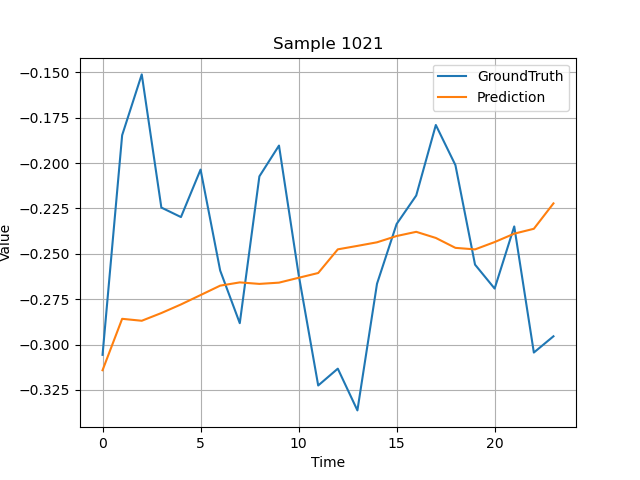 Sample 1021
GroundTruth
Prediction
−0.150
−0.175
−0.200
−0.225
−0.250
−0.275
−0.300
−0.325
Value
0 5 10 15 20
Time